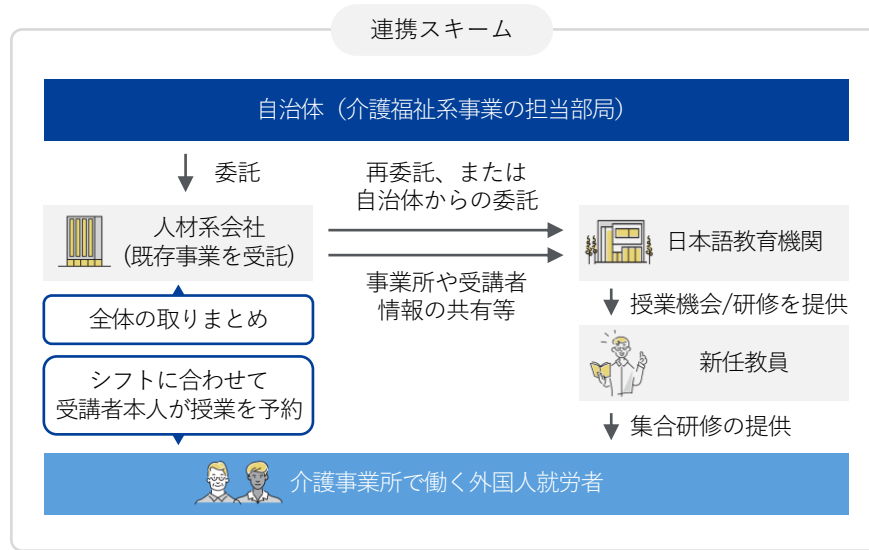 連携スキーム
自治体（介護福祉系事業の担当部局）
委託
再委託、または
自治体からの委託
人材系会社
(既存事業を受託)
日本語教育機関
事業所や受講者
情報の共有等
全体の取りまとめ
授業機会/研修を提供
シフトに合わせて
受講者本人が授業を予約
新任教員
集合研修の提供
介護事業所で働く外国人就労者